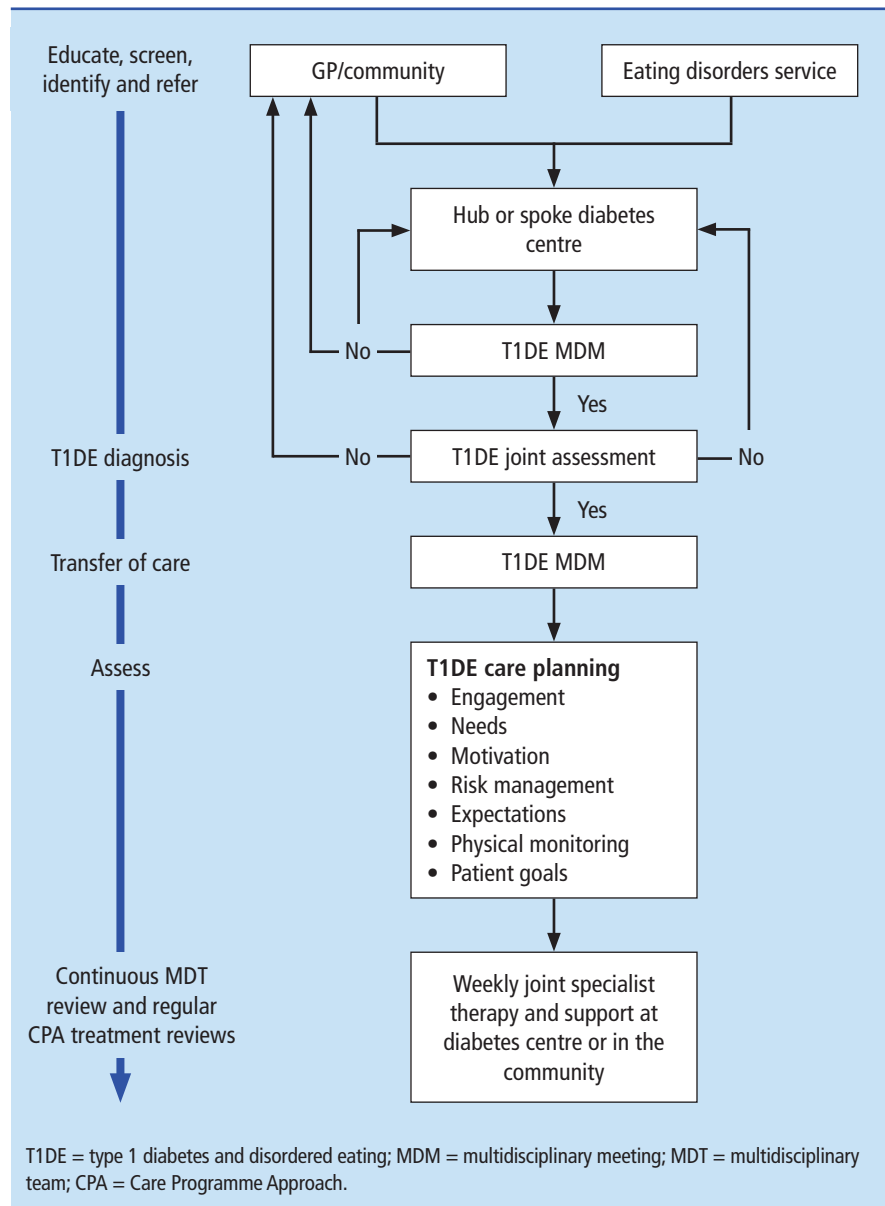 Educate, screen,
identify and refer
GP/community
Eating disorders service
Hub or spoke diabetes
centre
No
T1DE MDM
Yes
T1DE diagnosis
No
T1DE joint assessment
No
Yes
Transfer of care
T1DE MDM
Assess
T1DE care planning
• Engagement
• Needs
• Motivation
• Risk management
• Expectations
• Physical monitoring
• Patient goals
Continuous MDT
review and regular
CPA treatment reviews
Weekly joint specialist
therapy and support at
diabetes centre or in the
community
T1DE = type 1 diabetes and disordered eating; MDM = multidisciplinary meeting; MDT = multidisciplinary
team; CPA = Care Programme Approach.